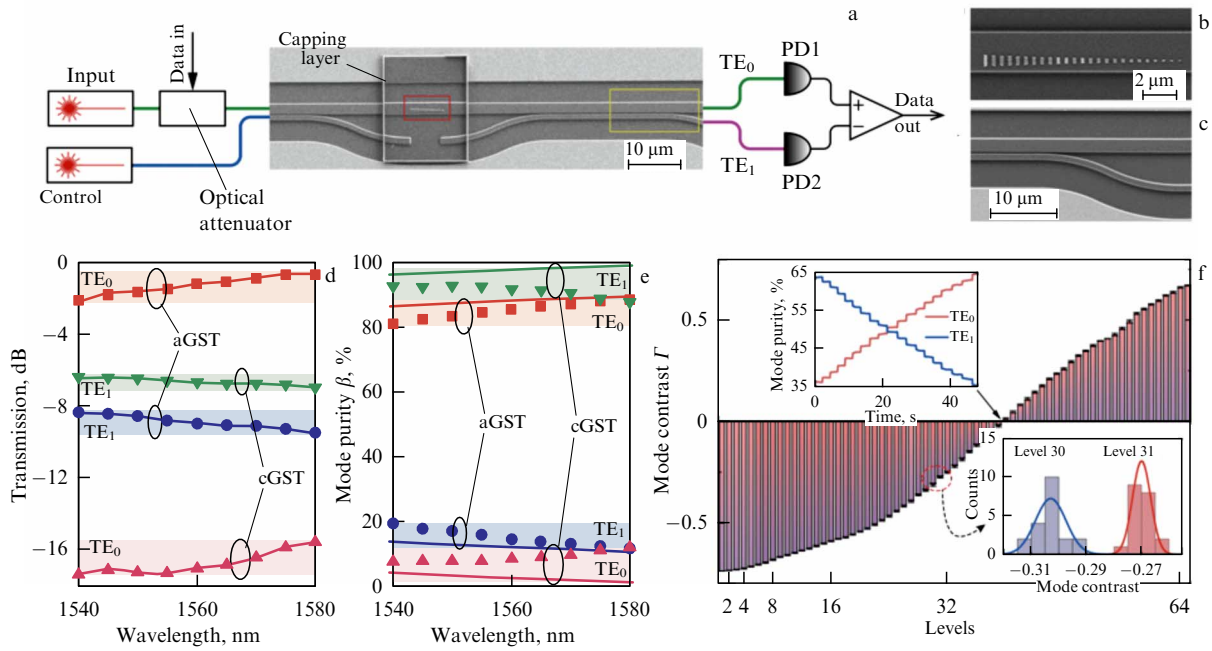 a
Data in
Capping
layer
Input
Control
Optical
attenuator
10 μm
TE₀
TE₁
PD1
PD2
+
−
Data
out
b
2 μm
c
10 μm
d
Transmission, dB
0
−4
−8
−12
−16
TE₀
aGST
TE₁
TE₁
cGST
TE₀
1540
1560
1580
Wavelength, nm
e
Mode purity β, %
100
80
60
40
20
0
TE₁
TE₀
aGST
cGST
TE₁
TE₀
1540
1560
1580
Wavelength, nm
f
Mode contrast Γ
0.5
0
−0.5
Mode purity, %
65
55
45
35
TE₀
TE₁
0
20
40
Time, s
Counts
15
10
5
0
Level 30
Level 31
−0.31
−0.29
−0.27
Mode contrast
2 4
8
16
32
64
Levels